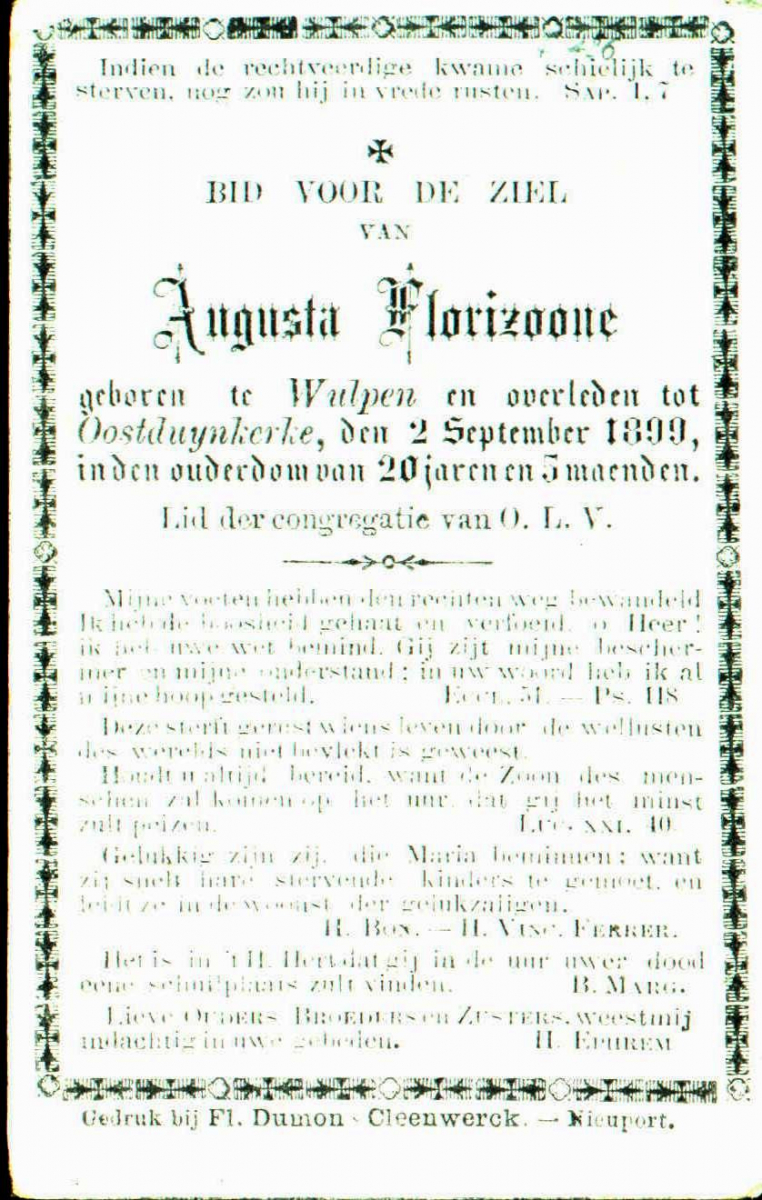 296
Indien de rechtveerdige kwame schielijk te
sterven, nog zou hij in vrede rusten. SAP. 1, 7
BID VOOR DE ZIEL
VAN
Augusta Florizoone
geboren te Wulpen en overleden tot
Oostduynkerke, den 2 September 1899,
in den ouderdom van 20 jaren en 5 maenden.
Lid der congregatie van O. L. V.
Mijne voeten hebben den rechten weg bewandeld
Ik heb de boosheid gehaat en verfoeid, o Heer!
ik heb uwe wet bemind. Gij zijt mijne bescher-
mer en mijne onderstand; in uw woord heb ik al
mijne hoop gesteld. ECCL. 51. — PS. 118
Deze sterft gerust wiens leven door de wellusten
des werelds niet bevlekt is geweest.
Houdt u altijd bereid, want de Zoon des men-
schen zal komen op het uur, dat gij het minst
zult peizen. LUC. XXI. 40.
Gelukkig zijn zij, die Maria beminnen; want
zij snelt hare stervende kinders te gemoet, en
leidt ze in de woonst der gelukzaligen.
H. BON. — H. VINC. FERRER.
Het is in 't H. Hert dat gij in de uur uwer dood
eene schuilplaats zult vinden. B. MARG.
Lieve OUDERS BROEDERS en ZUSTERS, weest mij
indachtig in uwe gebeden. H. EPHREM
Gedruk bij Fl. Dumon - Cleenwerck. — Nieuport.